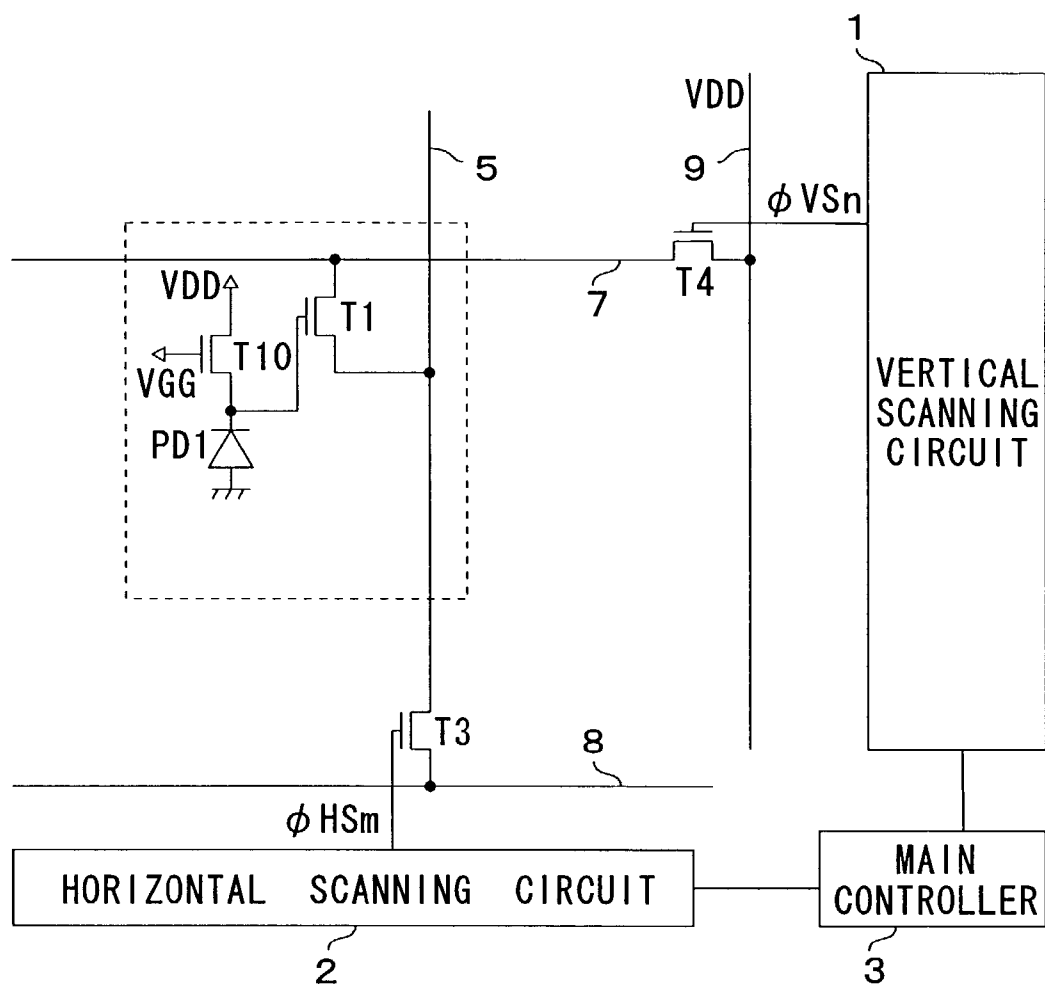 1
VDD
5
9
φVSn
7
T4
VDD
T1
T10
VGG
PD1
VERTICAL
SCANNING
CIRCUIT
T3
8
φHSm
HORIZONTAL SCANNING CIRCUIT
MAIN
CONTROLLER
2
3